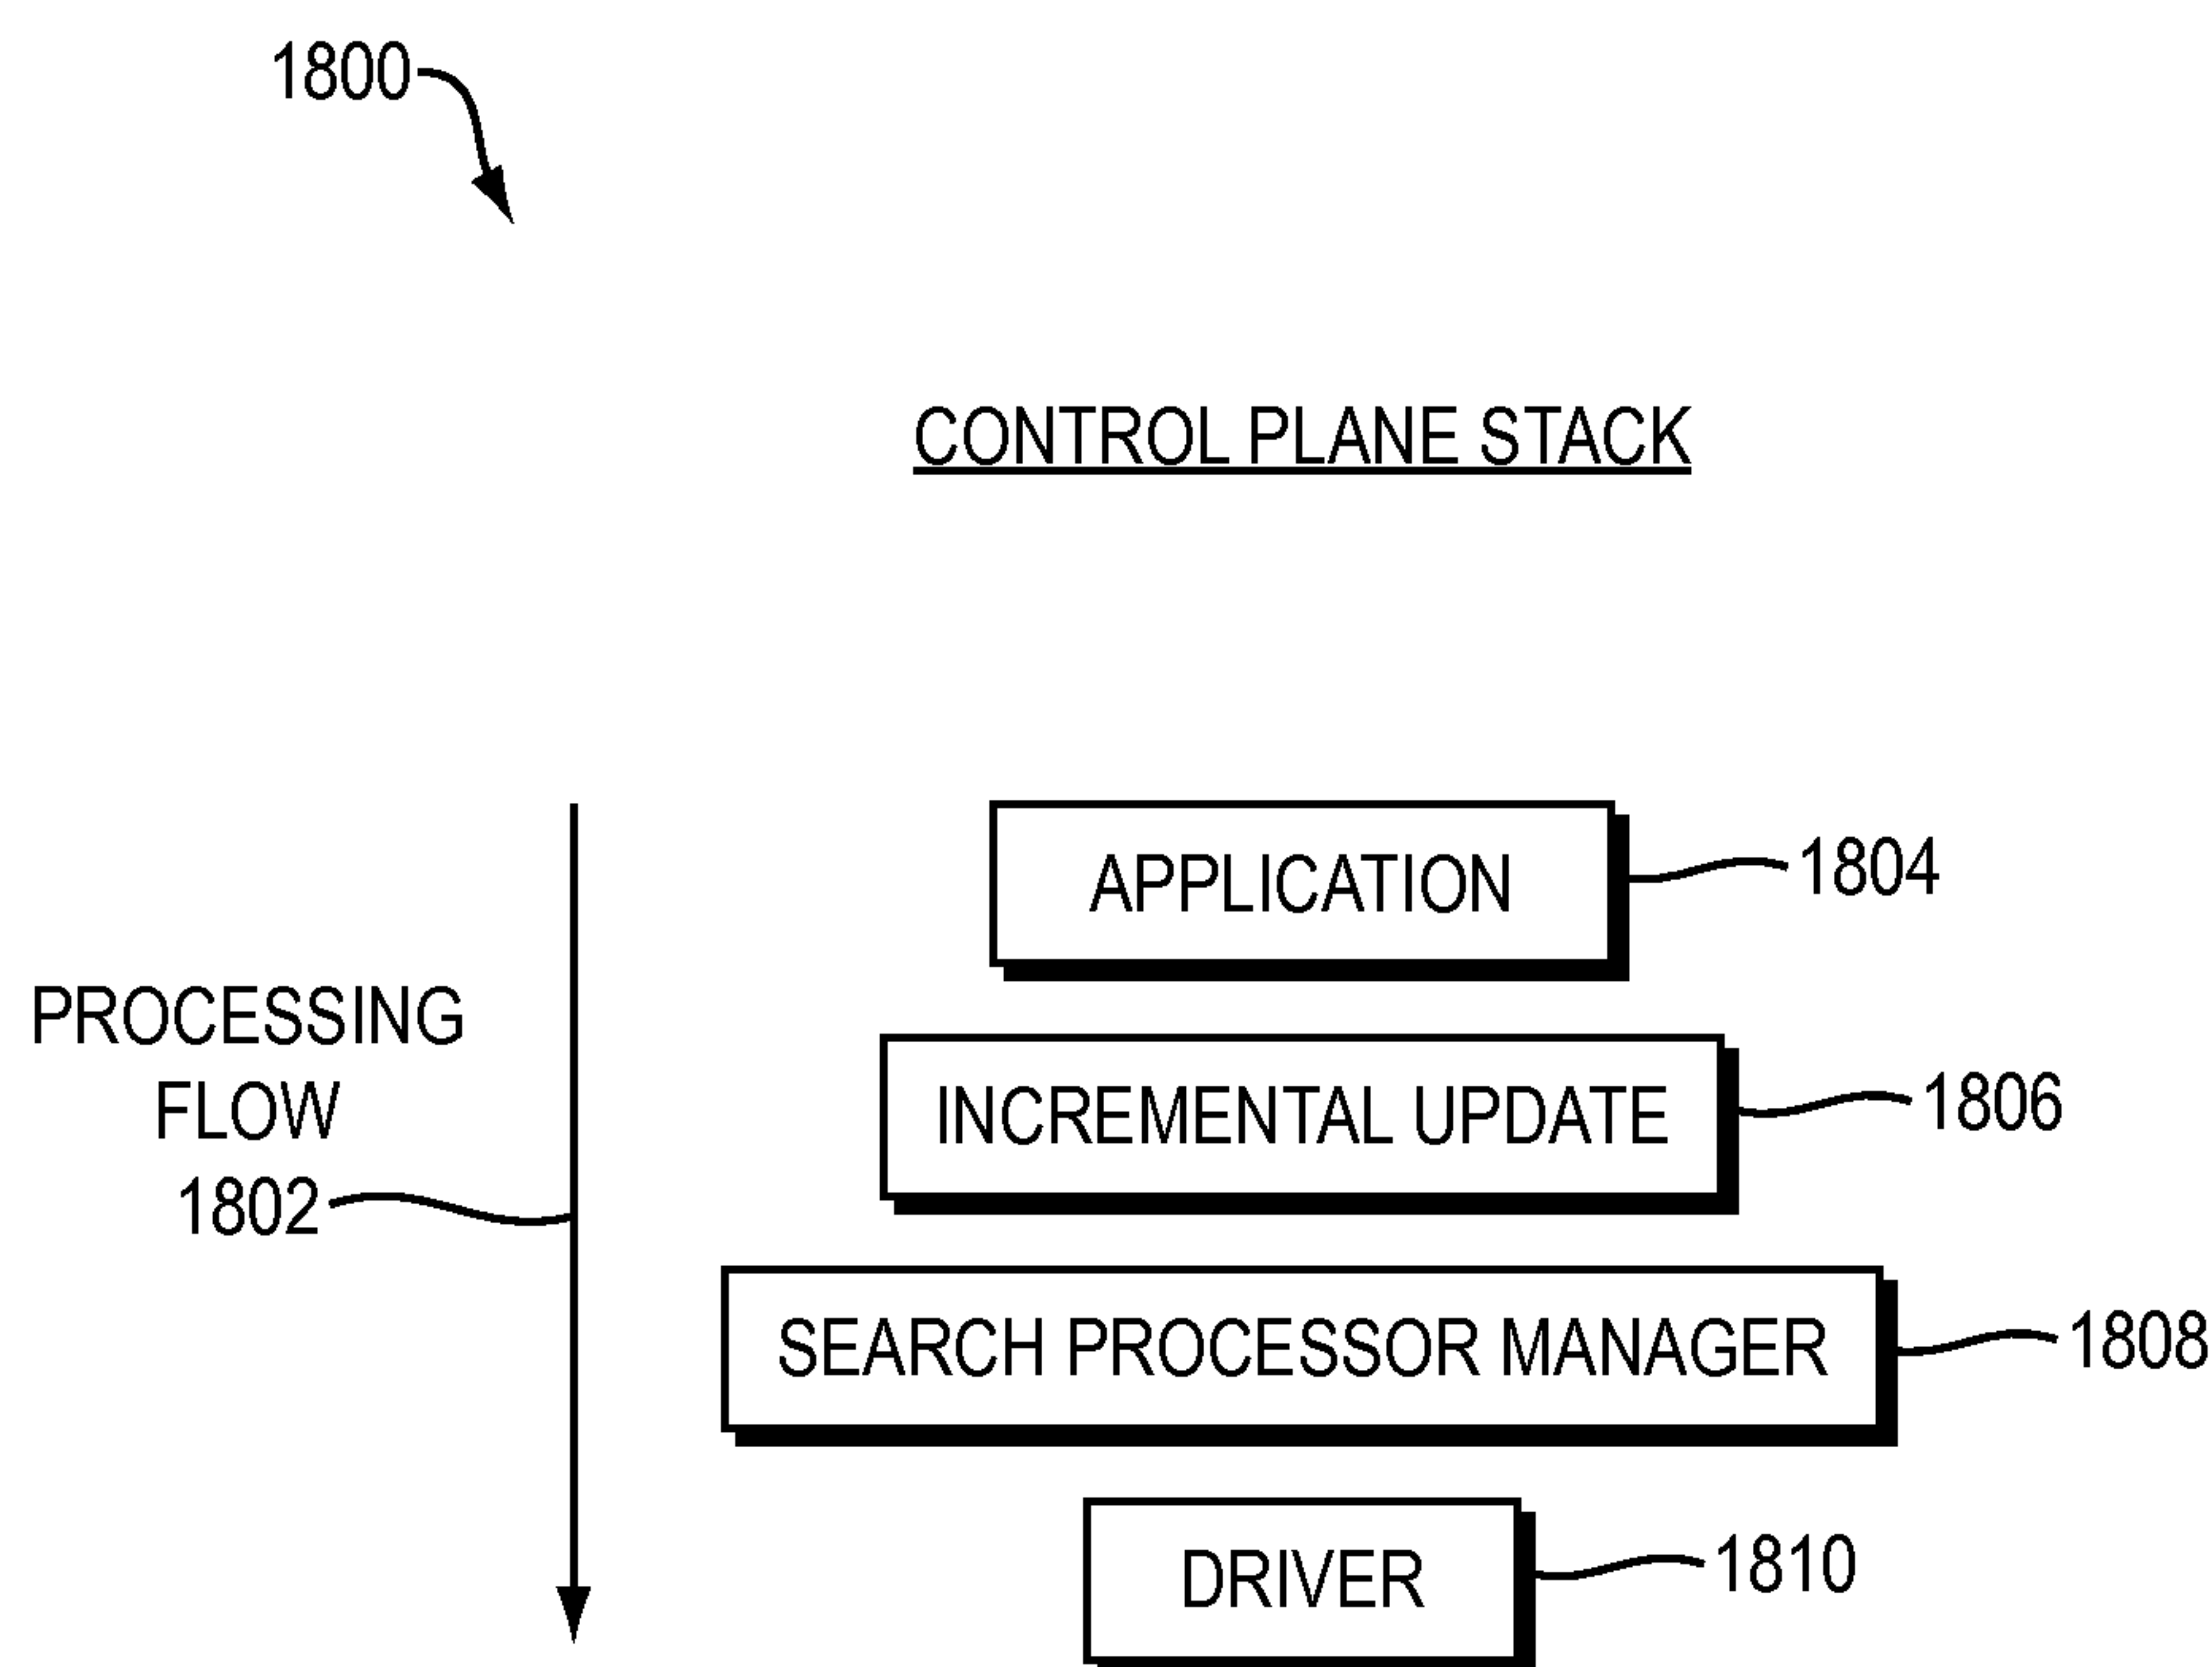 1800
CONTROL PLANE STACK
APPLICATION
1804
PROCESSING
FLOW
1802
INCREMENTAL UPDATE
1806
SEARCH PROCESSOR MANAGER
1808
DRIVER
1810